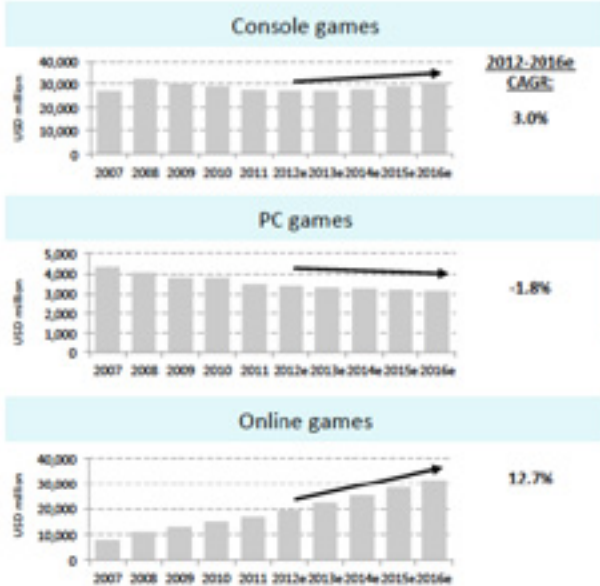 Console games
2012-2016e
CAGR:
USD million
40,000
30,000
20,000
10,000
0
2007 2008 2009 2010 2011 2012e 2013e 2014e 2015e 2016e
3.0%
PC games
USD million
5,000
4,000
3,000
2,000
1,000
0
2007 2008 2009 2010 2011 2012e 2013e 2014e 2015e 2016e
-1.8%
Online games
USD million
40,000
30,000
20,000
10,000
0
2007 2008 2009 2010 2011 2012e 2013e 2014e 2015e 2016e
12.7%